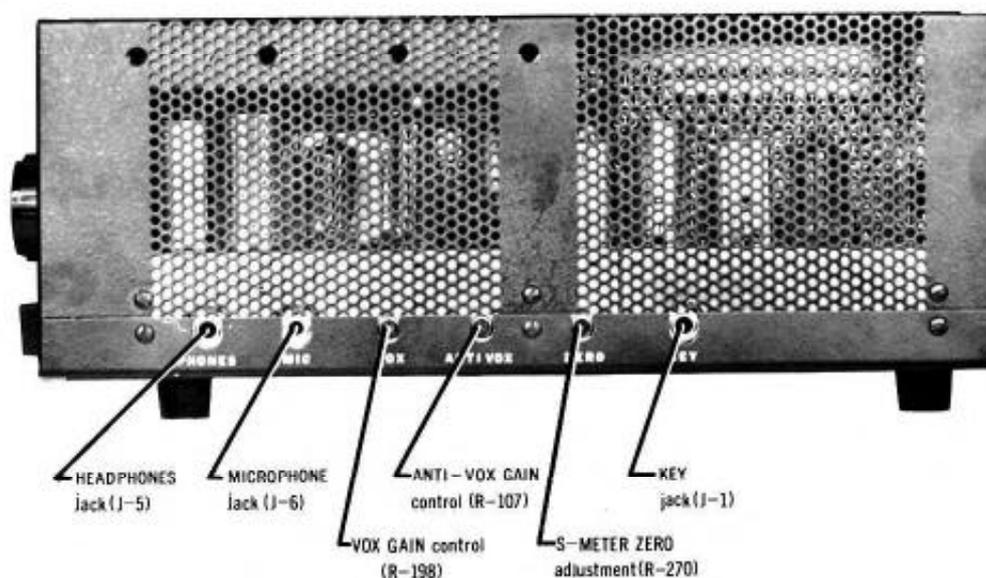 PHONES MIC VOX ANTI VOX ZERO KEY
HEADPHONES
jack (J-5)
MICROPHONE
jack (J-6)
ANTI-VOX GAIN
control (R-107)
KEY
jack (J-1)
VOX GAIN control
(R-198)
S-METER ZERO
adjustment (R-270)